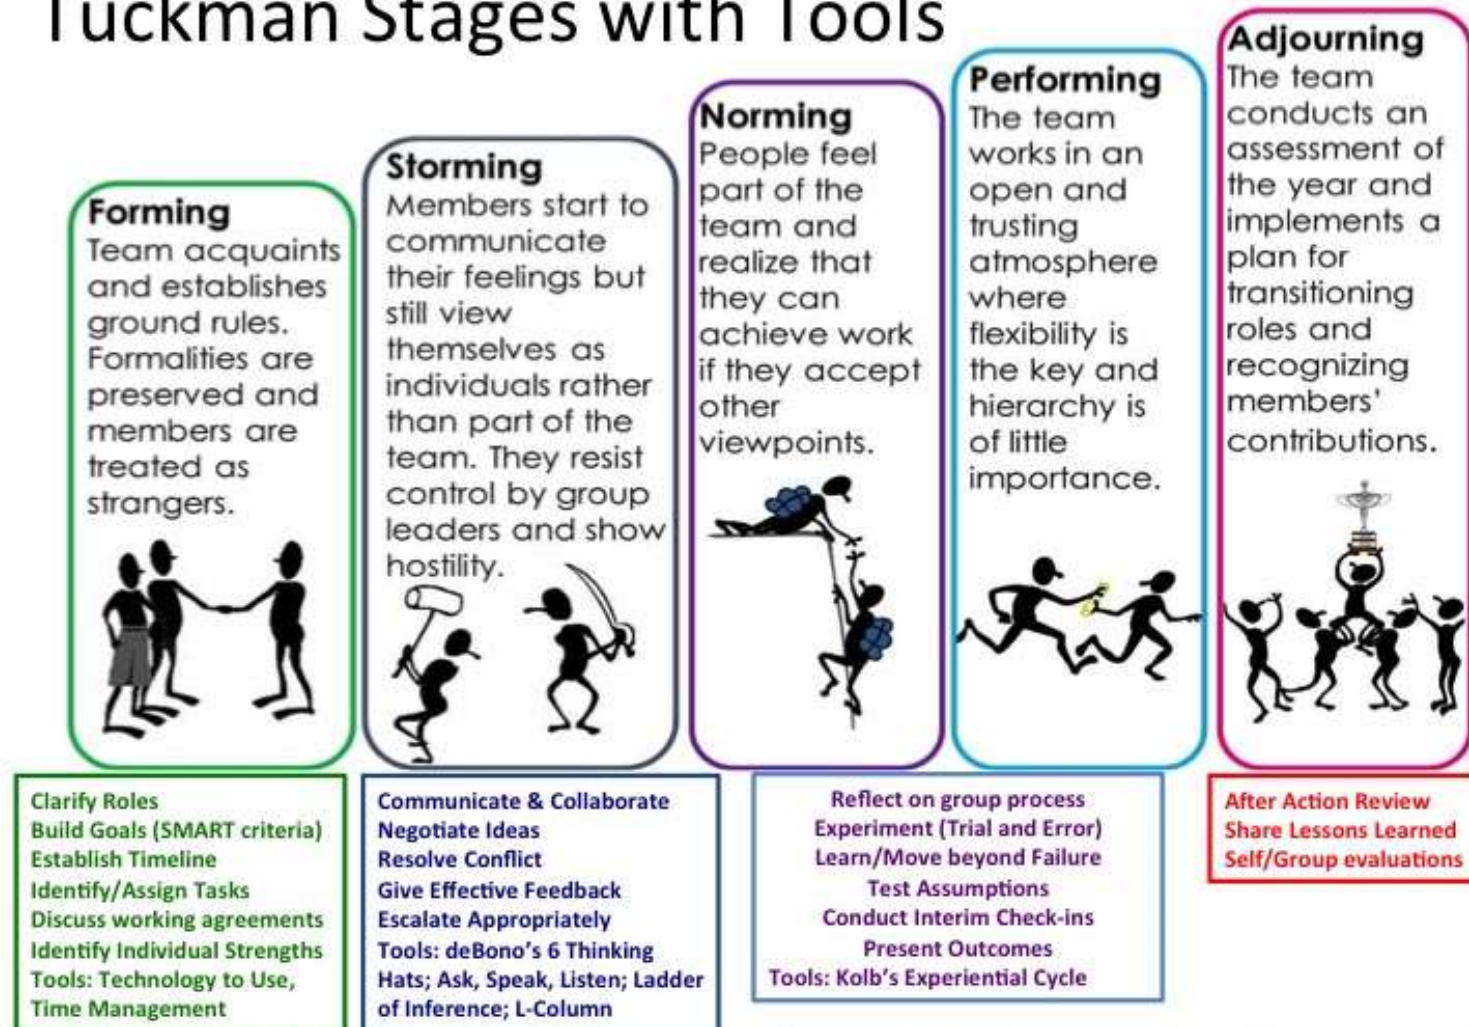 Tuckman Stages with Tools
Forming
Team acquaints
and establishes
ground rules.
Formalities are
preserved and
members are
treated as
strangers.
Storming
Members start to
communicate
their feelings but
still view
themselves as
individuals rather
than part of the
team. They resist
control by group
leaders and show
hostility.
Norming
People feel
part of the
team and
realize that
they can
achieve work
if they accept
other
viewpoints.
Performing
The team
works in an
open and
trusting
atmosphere
where
flexibility is
the key and
hierarchy is
of little
importance.
Adjourning
The team
conducts an
assessment of
the year and
implements a
plan for
transitioning
roles and
recognizing
members'
contributions.
Clarify Roles
Build Goals (SMART criteria)
Establish Timeline
Identify/Assign Tasks
Discuss working agreements
Identify Individual Strengths
Tools: Technology to Use,
Time Management
Communicate & Collaborate
Negotiate Ideas
Resolve Conflict
Give Effective Feedback
Escalate Appropriately
Tools: deBono's 6 Thinking
Hats; Ask, Speak, Listen; Ladder
of Inference; L-Column
Reflect on group process
Experiment (Trial and Error)
Learn/Move beyond Failure
Test Assumptions
Conduct Interim Check-ins
Present Outcomes
Tools: Kolb's Experiential Cycle
After Action Review
Share Lessons Learned
Self/Group evaluations